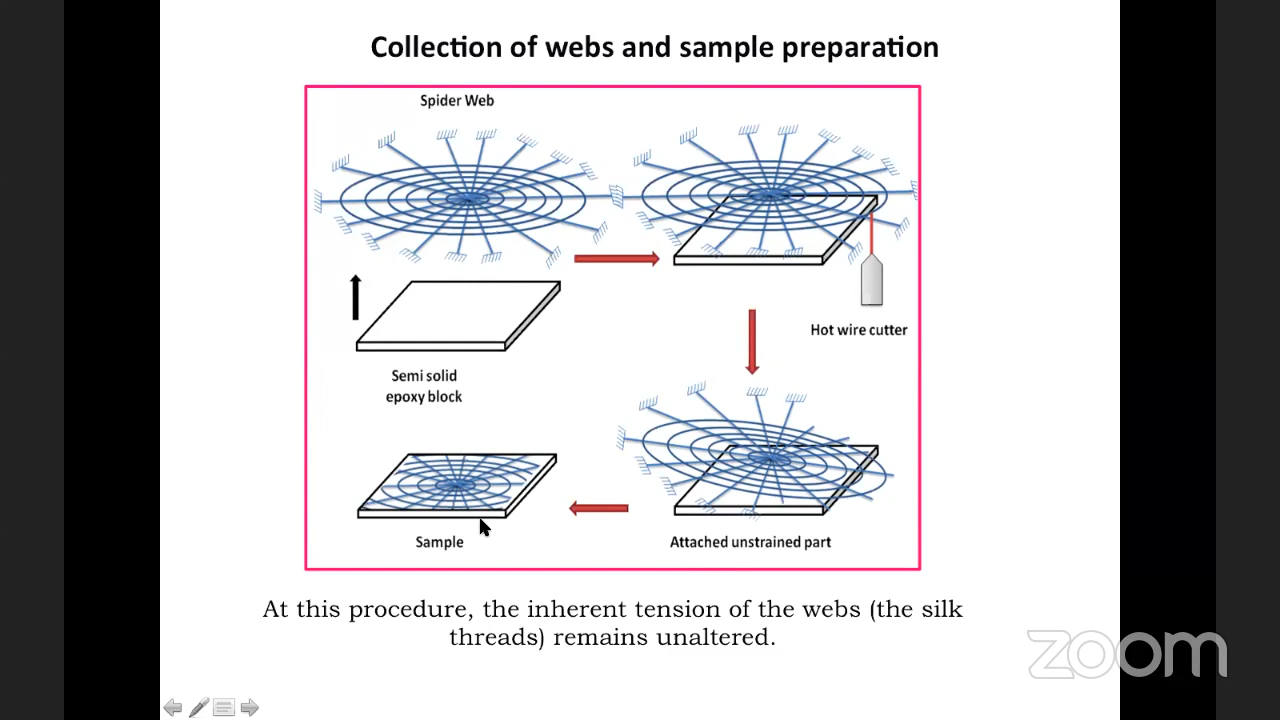 Collection of webs and sample preparation
Spider Web
Hot wire cutter
Semi solid
epoxy block
Sample
Attached unstrained part
At this procedure, the inherent tension of the webs (the silk
threads) remains unaltered.
zoom